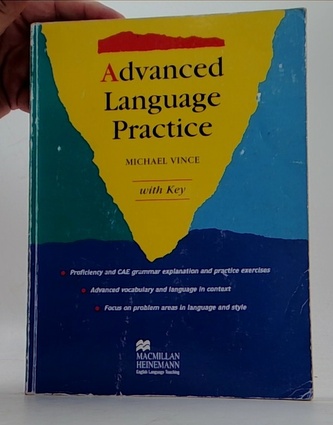 Advanced
Language
Practice
MICHAEL VINCE
with Key
Proficiency and CAE grammar explanation and practice exercises
Advanced vocabulary and language in context
Focus on problem areas in language and style
MACMILLAN
HEINEMANN
English Language Teaching